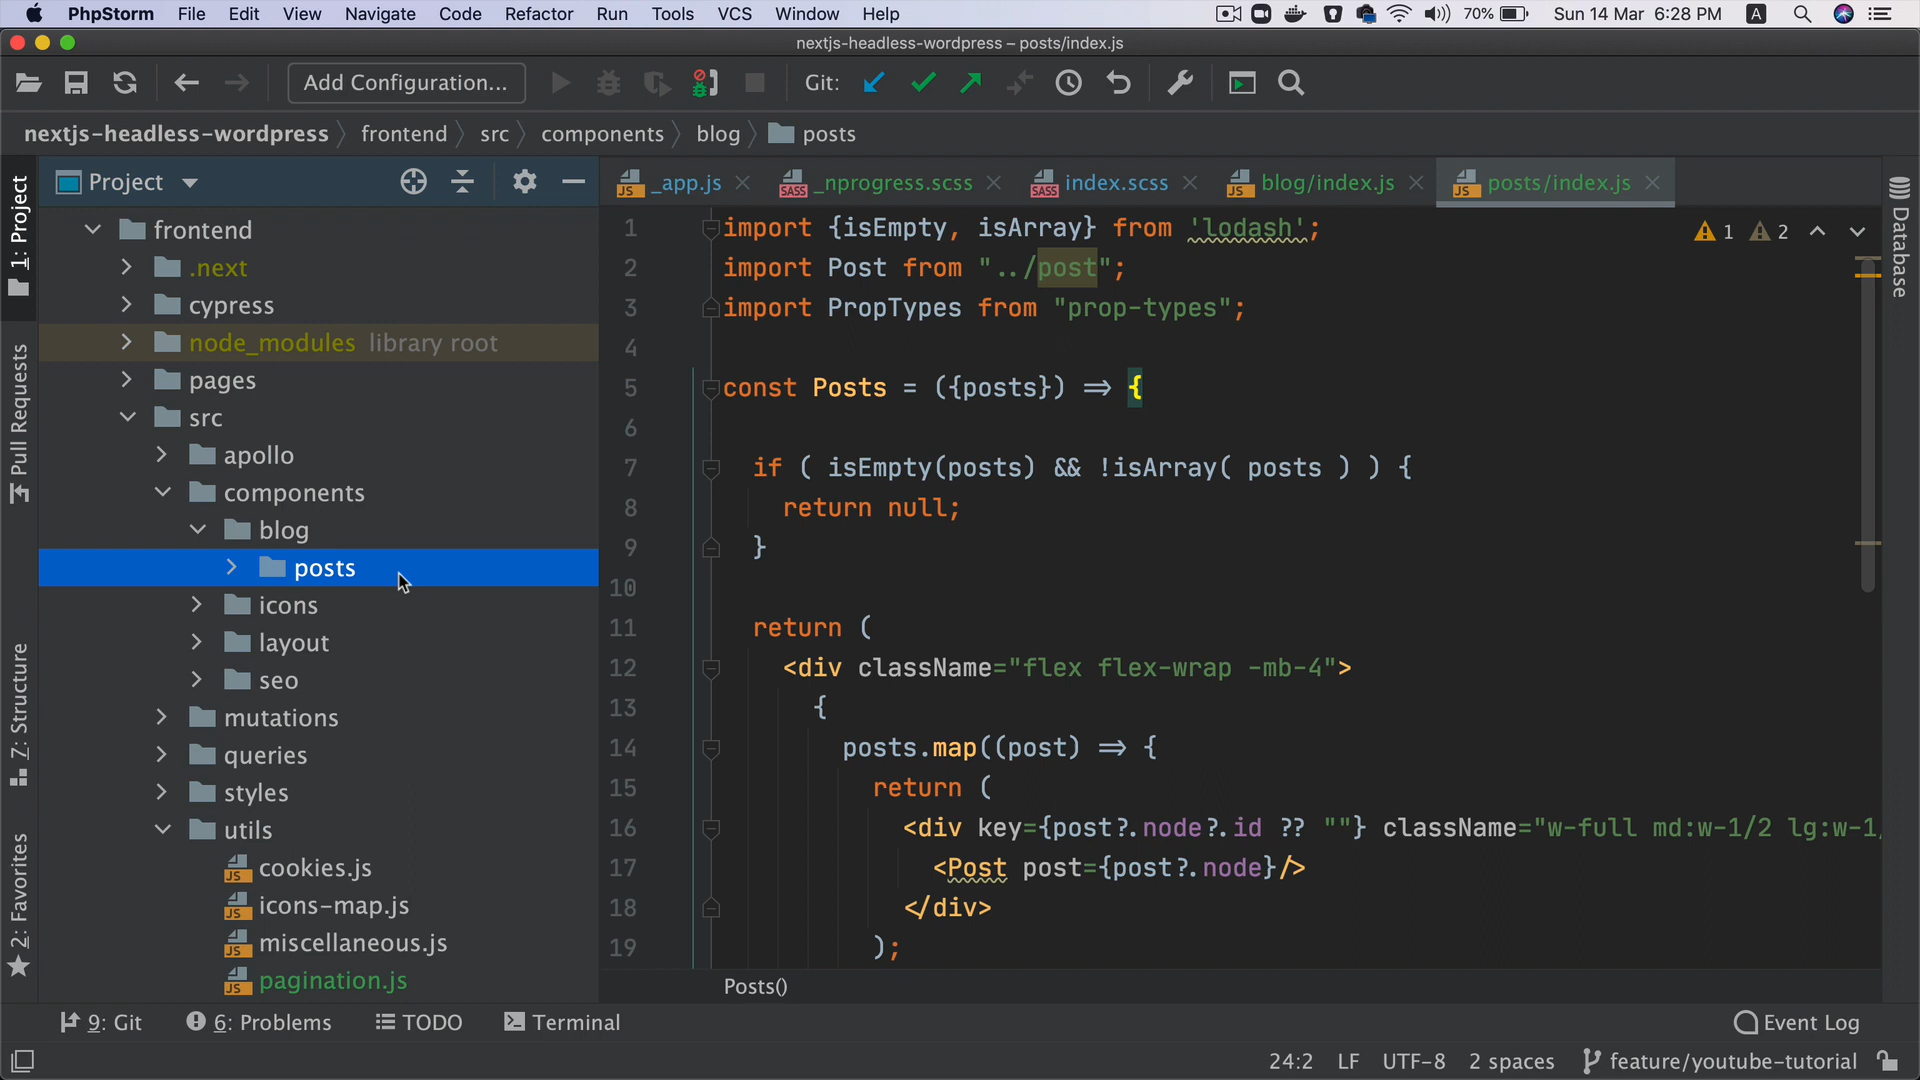 PhpStorm File Edit View Navigate Code Refactor Run Tools VCS Window Help 70% Sun 14 Mar 6:28 PM A
nextjs-headless-wordpress – posts/index.js
Add Configuration... Git:
nextjs-headless-wordpress frontend src components blog posts
Project
_app.js _nprogress.scss index.scss blog/index.js posts/index.js
frontend
.next
cypress
node_modules library root
pages
src
apollo
components
blog
posts
icons
layout
seo
mutations
queries
styles
utils
cookies.js
icons-map.js
miscellaneous.js
pagination.js
1 import {isEmpty, isArray} from 'lodash';
2 import Post from "../post";
3 import PropTypes from "prop-types";
4
5 const Posts = ({posts}) => {
6
7 if ( isEmpty(posts) && !isArray( posts ) ) {
8 return null;
9 }
10
11 return (
12 <div className="flex flex-wrap -mb-4">
13 {
14 posts.map((post) => {
15 return (
16 <div key={post?.node?.id ?? ""} className="w-full md:w-1/2 lg:w-1/
17 <Post post={post?.node}/>
18 </div>
19 );
1 2
Posts()
1: Project
Pull Requests
Z: Structure
2: Favorites
Database
9: Git 6: Problems TODO Terminal Event Log
24:2 LF UTF-8 2 spaces feature/youtube-tutorial
JS
SASS
SASS
JS
JS
JS
JS
JS
JS